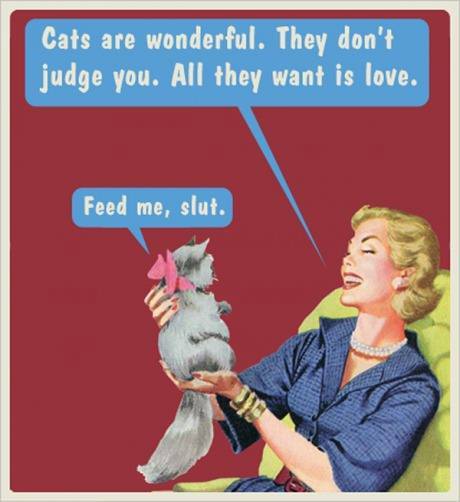 Cats are wonderful. They don't
judge you. All they want is love.
Feed me, slut.